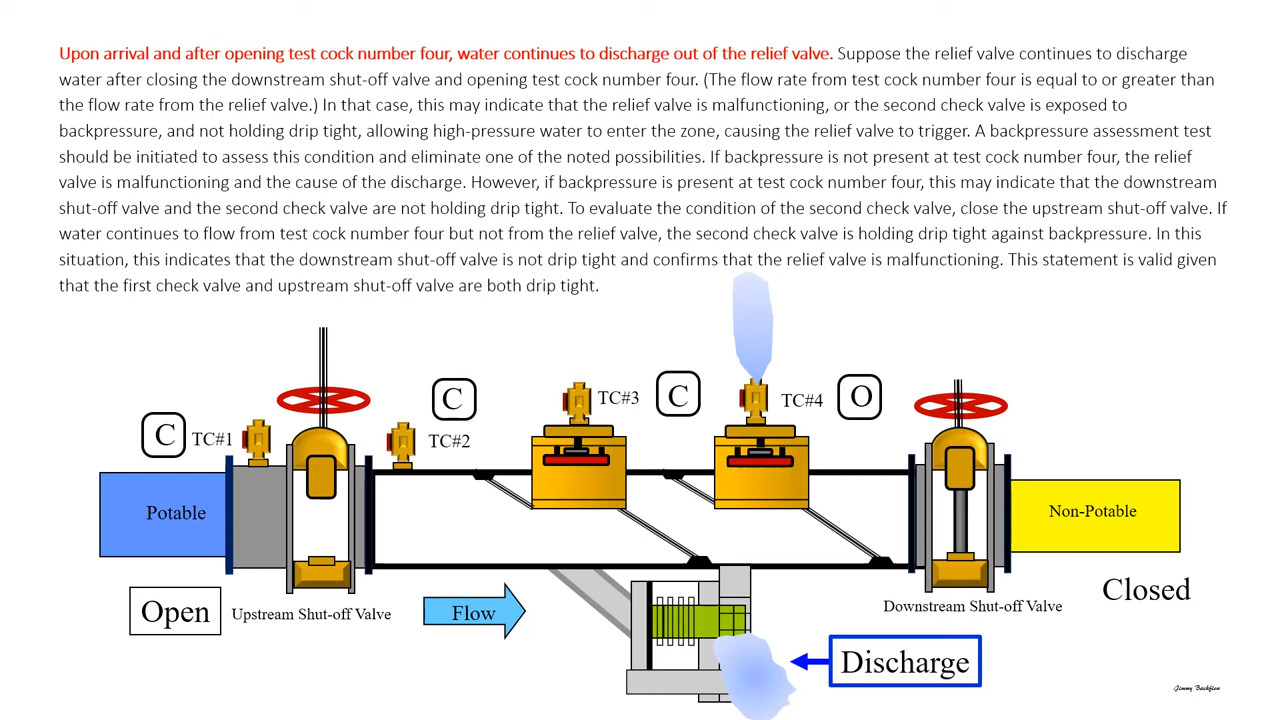 Upon arrival and after opening test cock number four, water continues to discharge out of the relief valve. Suppose the relief valve continues to discharge
water after closing the downstream shut-off valve and opening test cock number four. (The flow rate from test cock number four is equal to or greater than
the flow rate from the relief valve.) In that case, this may indicate that the relief valve is malfunctioning, or the second check valve is exposed to
backpressure, and not holding drip tight, allowing high-pressure water to enter the zone, causing the relief valve to trigger. A backpressure assessment test
should be initiated to assess this condition and eliminate one of the noted possibilities. If backpressure is not present at test cock number four, the relief
valve is malfunctioning and the cause of the discharge. However, if backpressure is present at test cock number four, this may indicate that the downstream
shut-off valve and the second check valve are not holding drip tight. To evaluate the condition of the second check valve, close the upstream shut-off valve. If
water continues to flow from test cock number four but not from the relief valve, the second check valve is holding drip tight against backpressure. In this
situation, this indicates that the downstream shut-off valve is not drip tight and confirms that the relief valve is malfunctioning. This statement is valid given
that the first check valve and upstream shut-off valve are both drip tight.
C TC#1
C
TC#2
TC#3
C
TC#4
O
Potable
Non-Potable
Open
Upstream Shut-off Valve
Flow
Downstream Shut-off Valve
Closed
Discharge
Jimmy Backflow